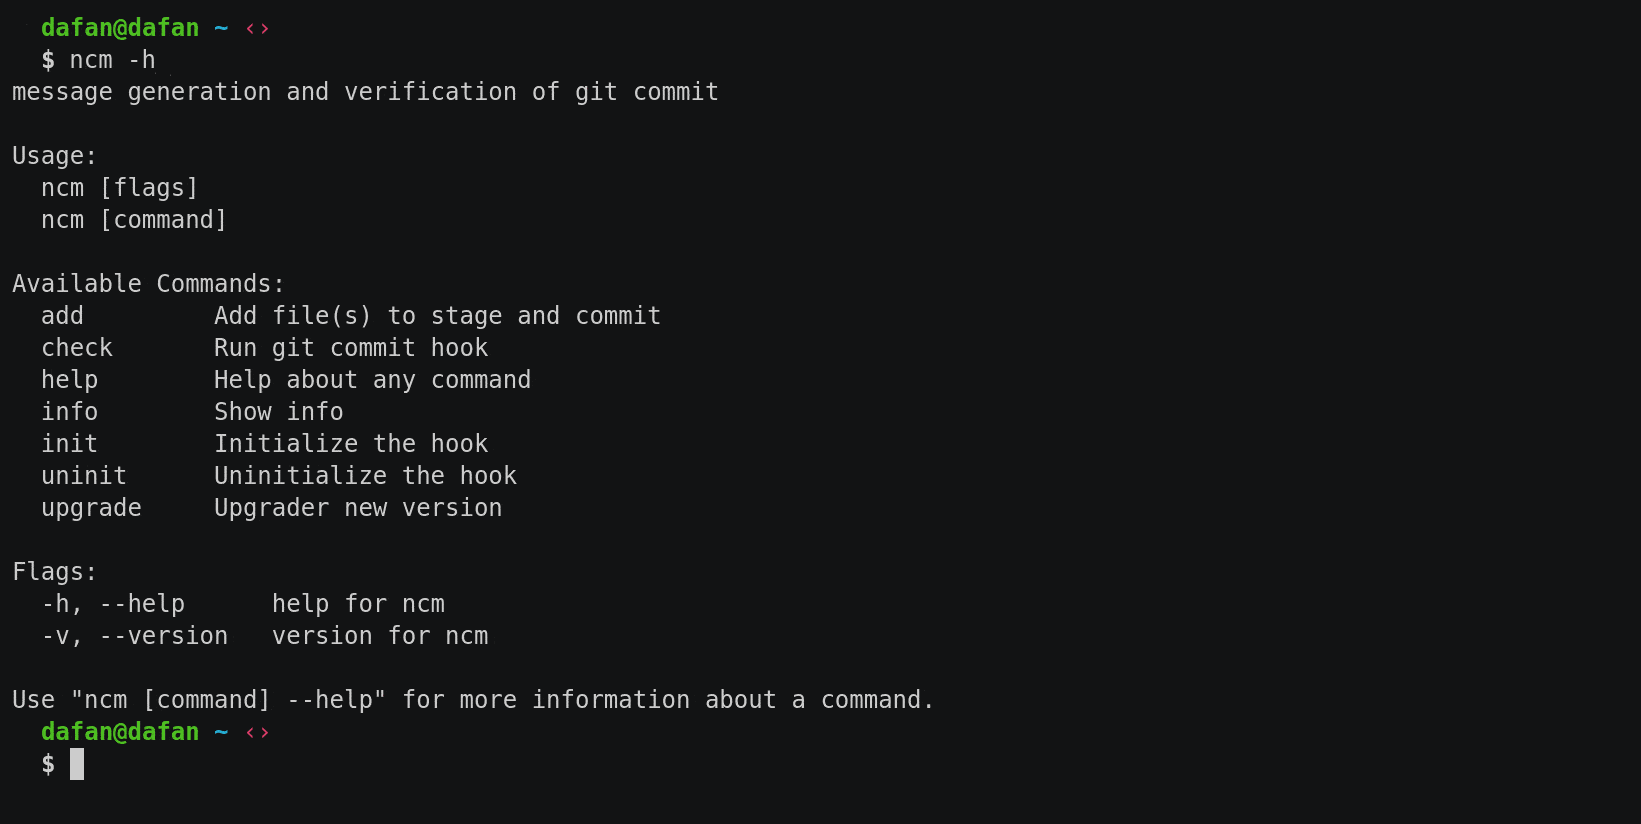 dafan@dafan ~ ‹›
$ ncm -h
message generation and verification of git commit
Usage:
ncm [flags]
ncm [command]
Available Commands:
add Add file(s) to stage and commit
check Run git commit hook
help Help about any command
info Show info
init Initialize the hook
uninit Uninitialize the hook
upgrade Upgrader new version
Flags:
-h, --help help for ncm
-v, --version version for ncm
Use "ncm [command] --help" for more information about a command.
dafan@dafan ~ ‹›
$